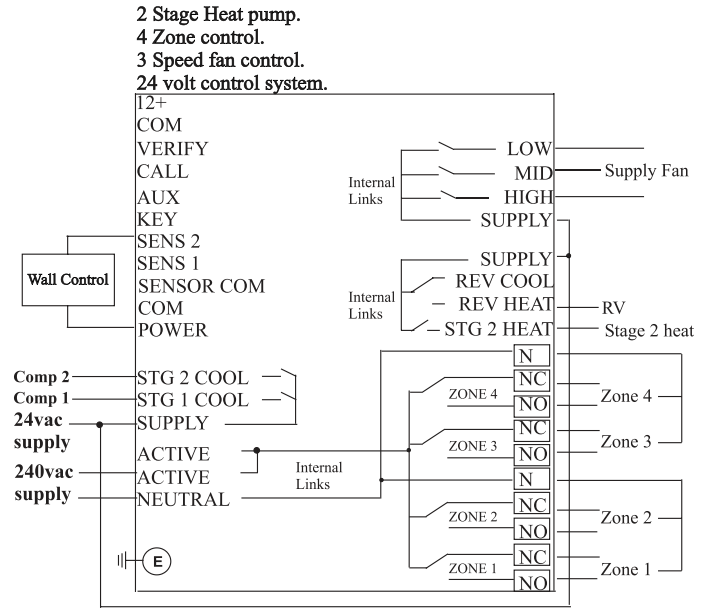 2 Stage Heat pump.
4 Zone control.
3 Speed fan control.
24 volt control system.
12+
COM
VERIFY
CALL
AUX
KEY
SENS 2
SENS 1
SENSOR COM
COM
POWER
Wall Control
STG 2 COOL
STG 1 COOL
SUPPLY
ACTIVE
ACTIVE
NEUTRAL
Comp 2
Comp 1
24vac
supply
240vac
supply
E
Internal
Links
LOW
MID
HIGH
SUPPLY
Supply Fan
Internal
Links
SUPPLY
REV COOL
REV HEAT
STG 2 HEAT
RV
Stage 2 heat
Internal
Links
N
NC
ZONE 4
NO
Zone 4
NC
ZONE 3
NO
Zone 3
N
NC
ZONE 2
NO
Zone 2
NC
ZONE 1
NO
Zone 1